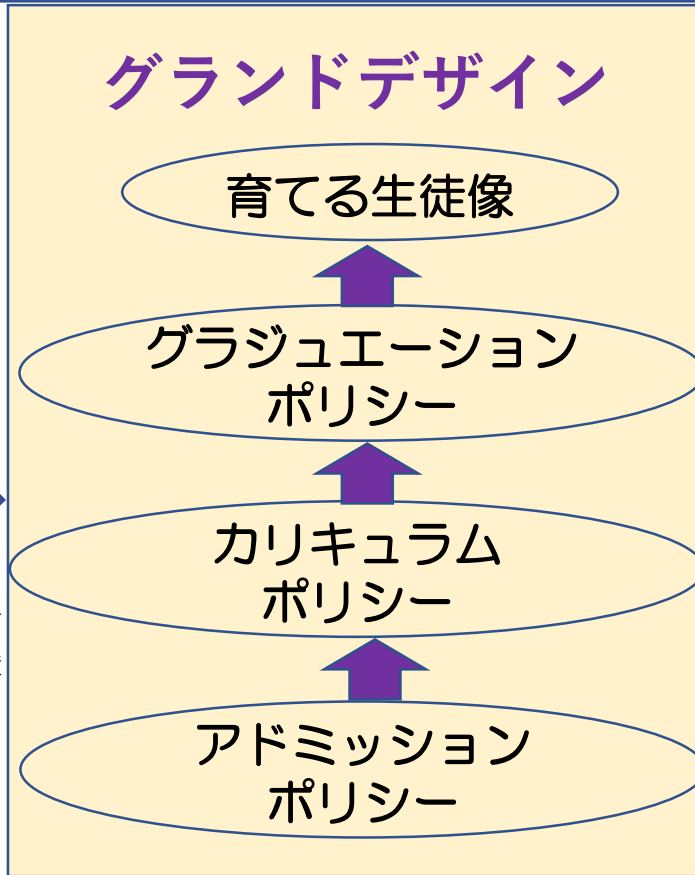 グランドデザイン
育てる生徒像
グラジュエーション
ポリシー
カリキュラム
ポリシー
アドミッション
ポリシー